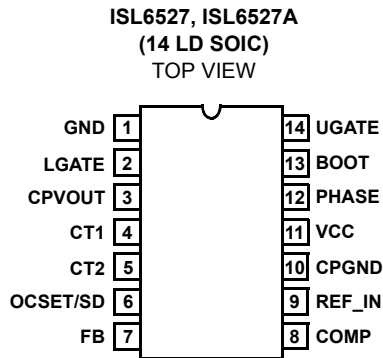 ISL6527, ISL6527A
(14 LD SOIC)
TOP VIEW
GND 1 14 UGATE
LGATE 2 13 BOOT
CPVOUT 3 12 PHASE
CT1 4 11 VCC
CT2 5 10 CPGND
OCSET/SD 6 9 REF_IN
FB 7 8 COMP